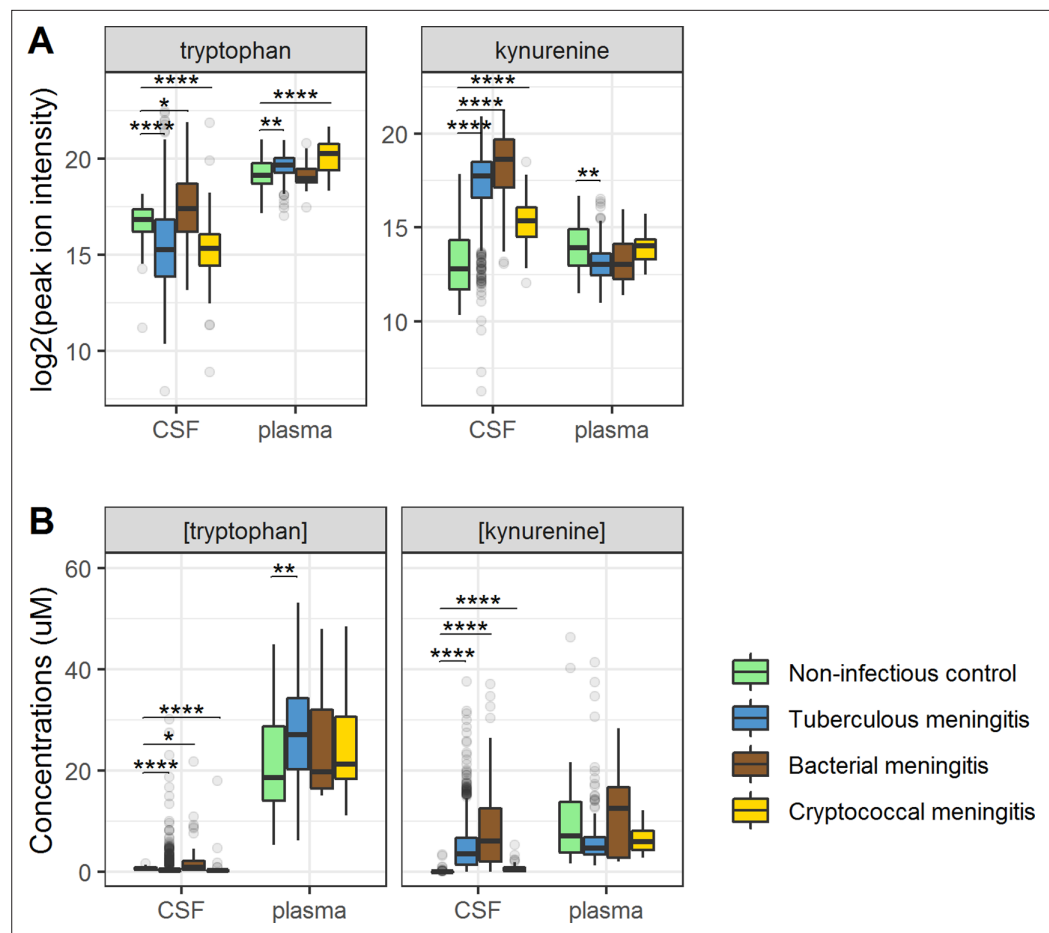 A
tryptophan
kynurenine
log2(peak ion intensity)
20
15
10
****
*
****
****
**
20
15
10
****
****
****
**
CSF
plasma
CSF
plasma
B
[tryptophan]
[kynurenine]
Concentrations (uM)
60
40
20
0
**
****
*
****
****
****
****
CSF
plasma
CSF
plasma
Non-infectious control
Tuberculous meningitis
Bacterial meningitis
Cryptococcal meningitis